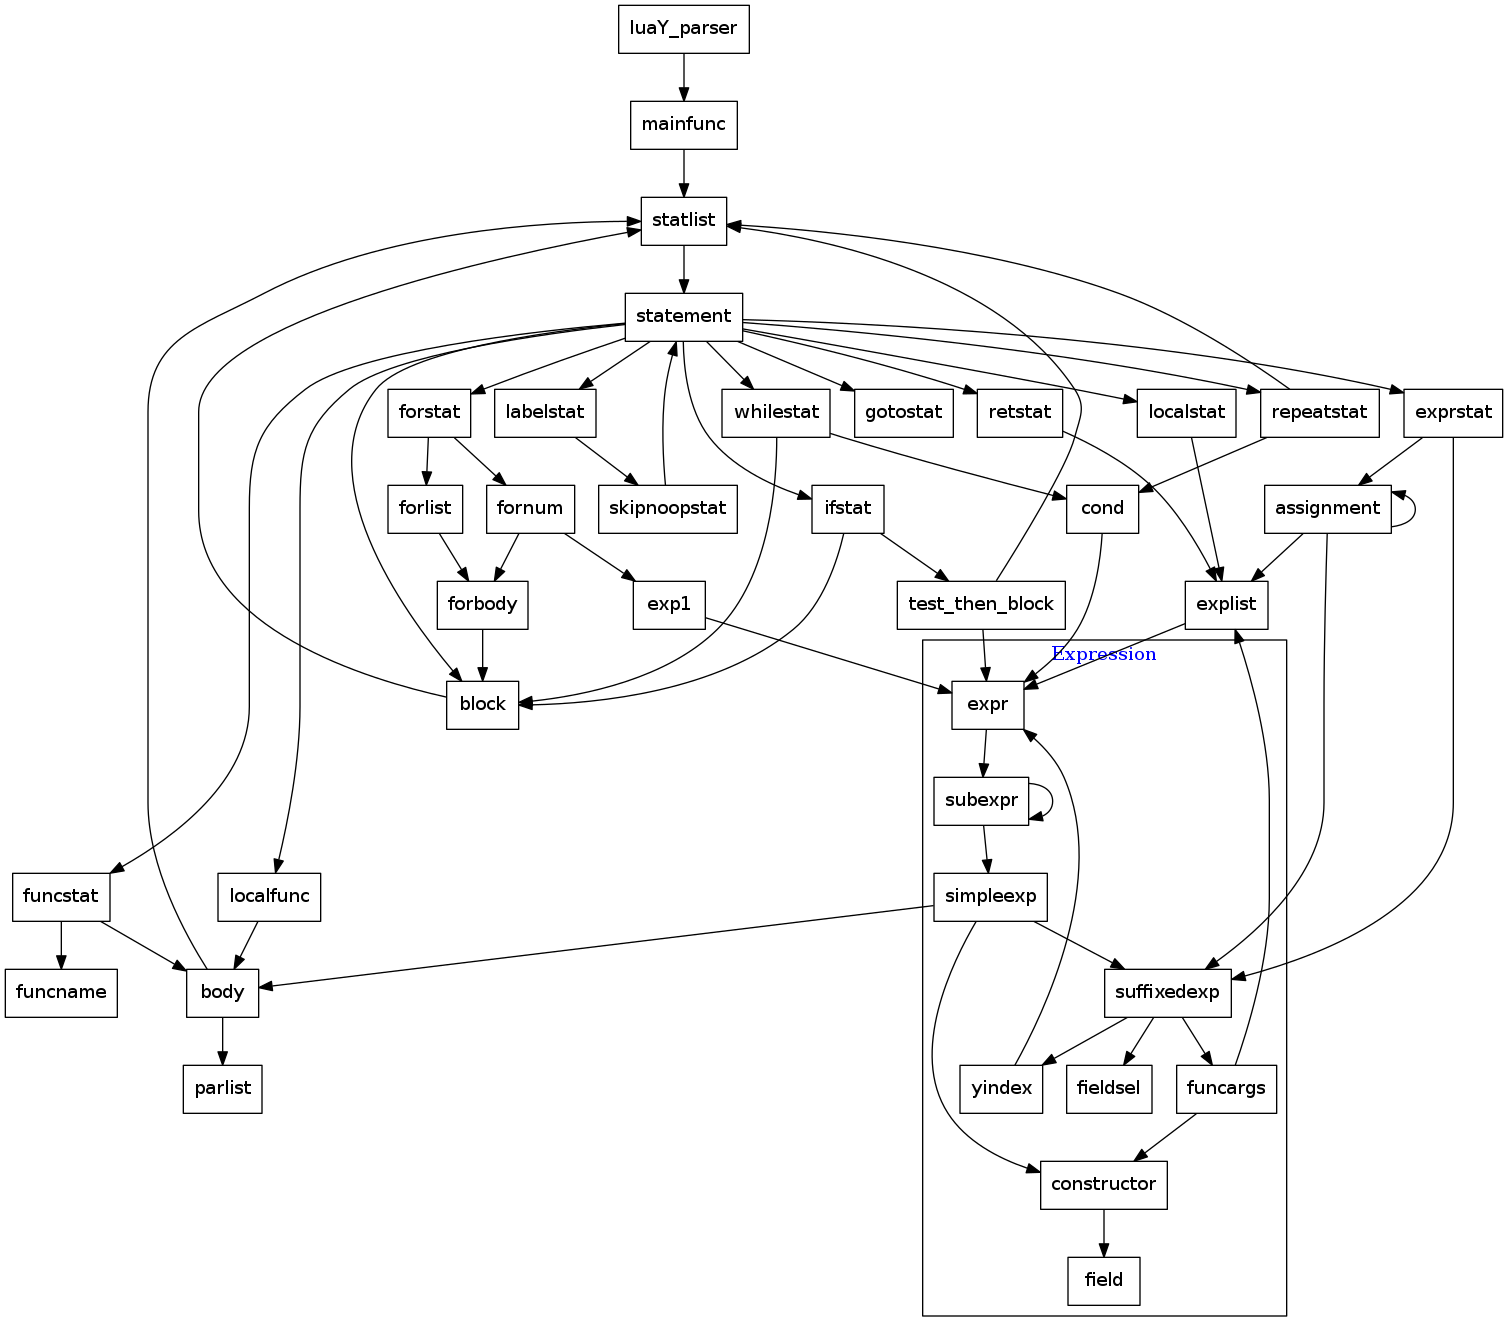 luaY_parser
mainfunc
statlist
statement
forstat
labelstat
whilestat
gotostat
retstat
localstat
repeatstat
exprstat
forlist
fornum
skipnoopstat
ifstat
cond
assignment
forbody
exp1
test_then_block
explist
Expression
block
expr
subexpr
funcstat
localfunc
simpleexp
funcname
body
suffixedexp
parlist
yindex
fieldsel
funcargs
constructor
field